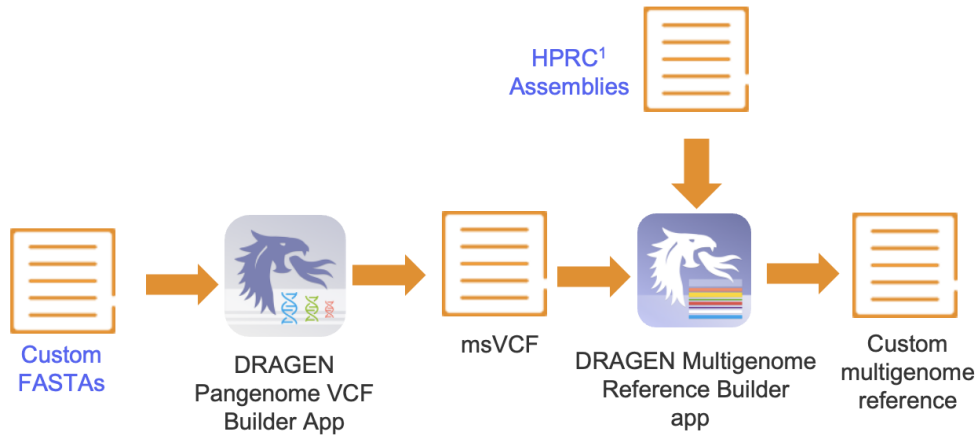 HPRC¹
Assemblies
Custom
FASTAs
DRAGEN
Pangenome VCF
Builder App
msVCF
DRAGEN Multigenome
Reference Builder
app
Custom
multigenome
reference